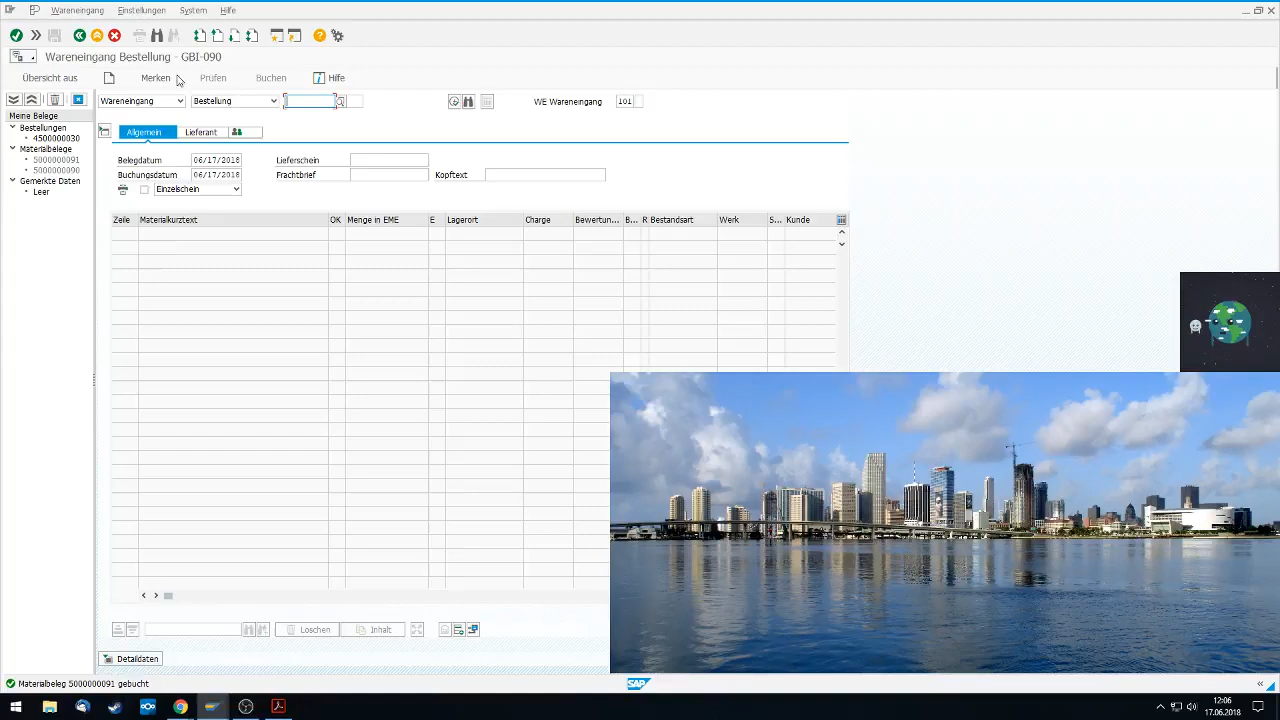 Wareneingang Einstellungen System Hilfe
Wareneingang Bestellung - GBI-090
Übersicht aus Merken Prüfen Buchen Hilfe
Wareneingang Bestellung WE Wareneingang 101
Meine Belege
Bestellungen
4500000030
Materialbelege
5000000091
5000000090
Gemerkte Daten
Leer
Allgemein Lieferant
Belegdatum 06/17/2018 Lieferschein
Buchungsdatum 06/17/2018 Frachtbrief Kopftext
Einzelschein
Zeile Materialkurztext OK Menge in EME E Lagerort Charge Bewertun... B... R Bestandsart Werk S... Kunde
Löschen Inhalt
Detaildaten
Materialbeleg 5000000091 gebucht
SAP
12:06
17.06.2018